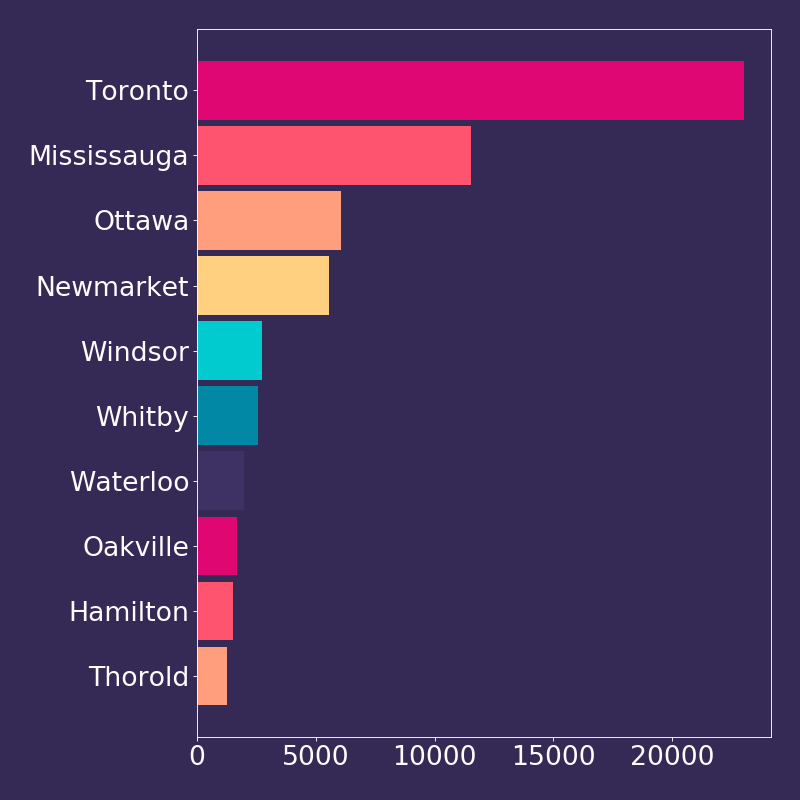 Toronto
Mississauga
Ottawa
Newmarket
Windsor
Whitby
Waterloo
Oakville
Hamilton
Thorold
0 5000 10000 15000 20000